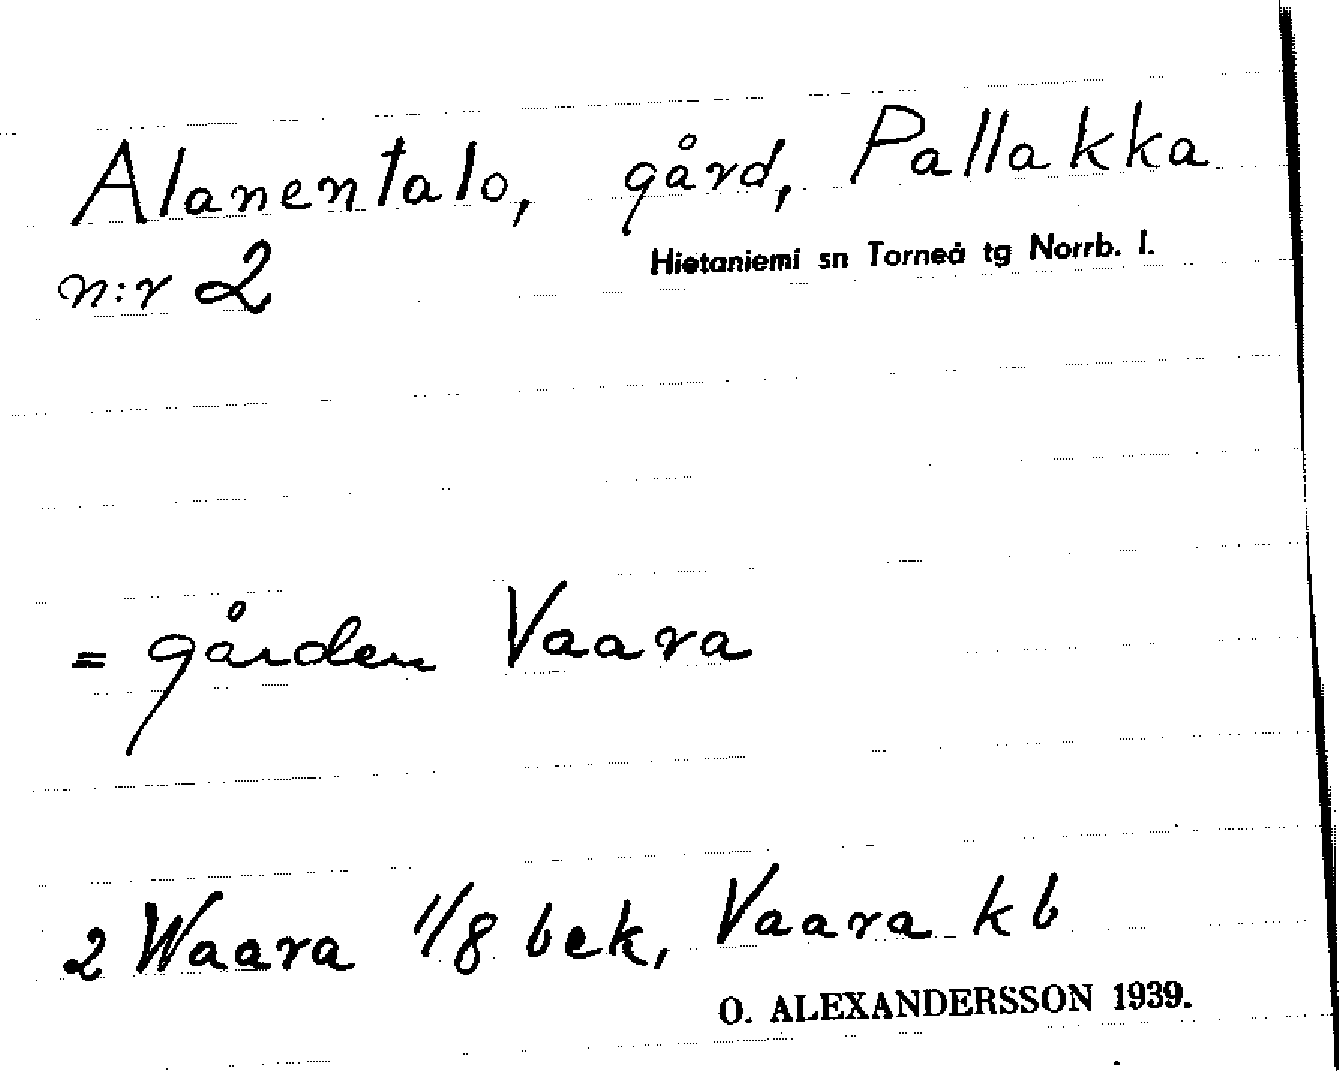 Alanentalo, gård, Pallakka
n:r 2 Hietaniemi sn Torneå tg Norrb. l.
= gården Vaara
2 Waara 1/8 bek, Vaara kb
O. ALEXANDERSSON 1939.